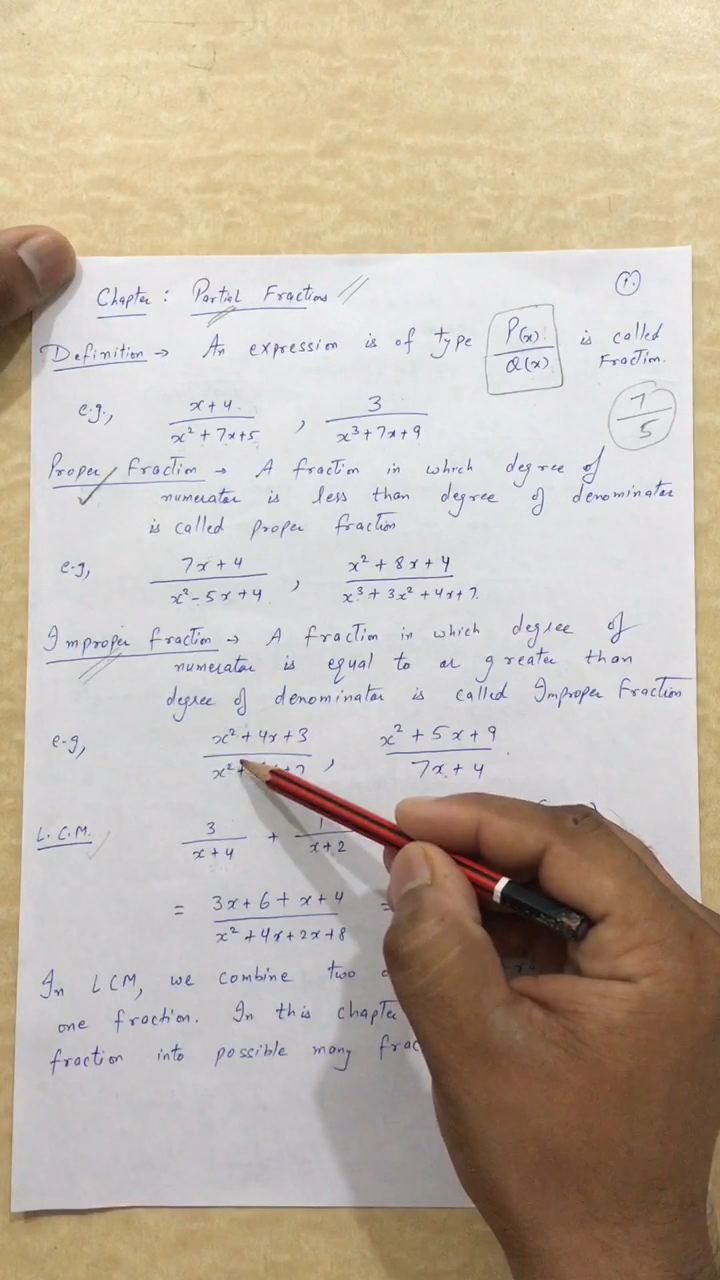 1.
Chapter : Partial Fractions
Definition → An expression is of type P(x)/Q(x) is called Fraction.
7/5
e.g., x+4/x²+7x+5 , 3/x³+7x+9
Proper Fraction → A fraction in which degree of
numerator is less than degree of denominator
is called proper fraction
e.g, 7x+4/x²-5x+4 , x²+8x+4/x³+3x²+4x+7
Improper fraction → A fraction in which degree of
numerator is equal to or greater than
degree of denominator is called Improper Fraction
e.g, x²+4x+3/x²+ , x²+5x+9/7x+4
L.C.M. 3/x+4 + 1/x+2
= 3x+6+x+4/x²+4x+2x+8 =
In LCM, we combine two
one fraction. In this chapter
fraction into possible many